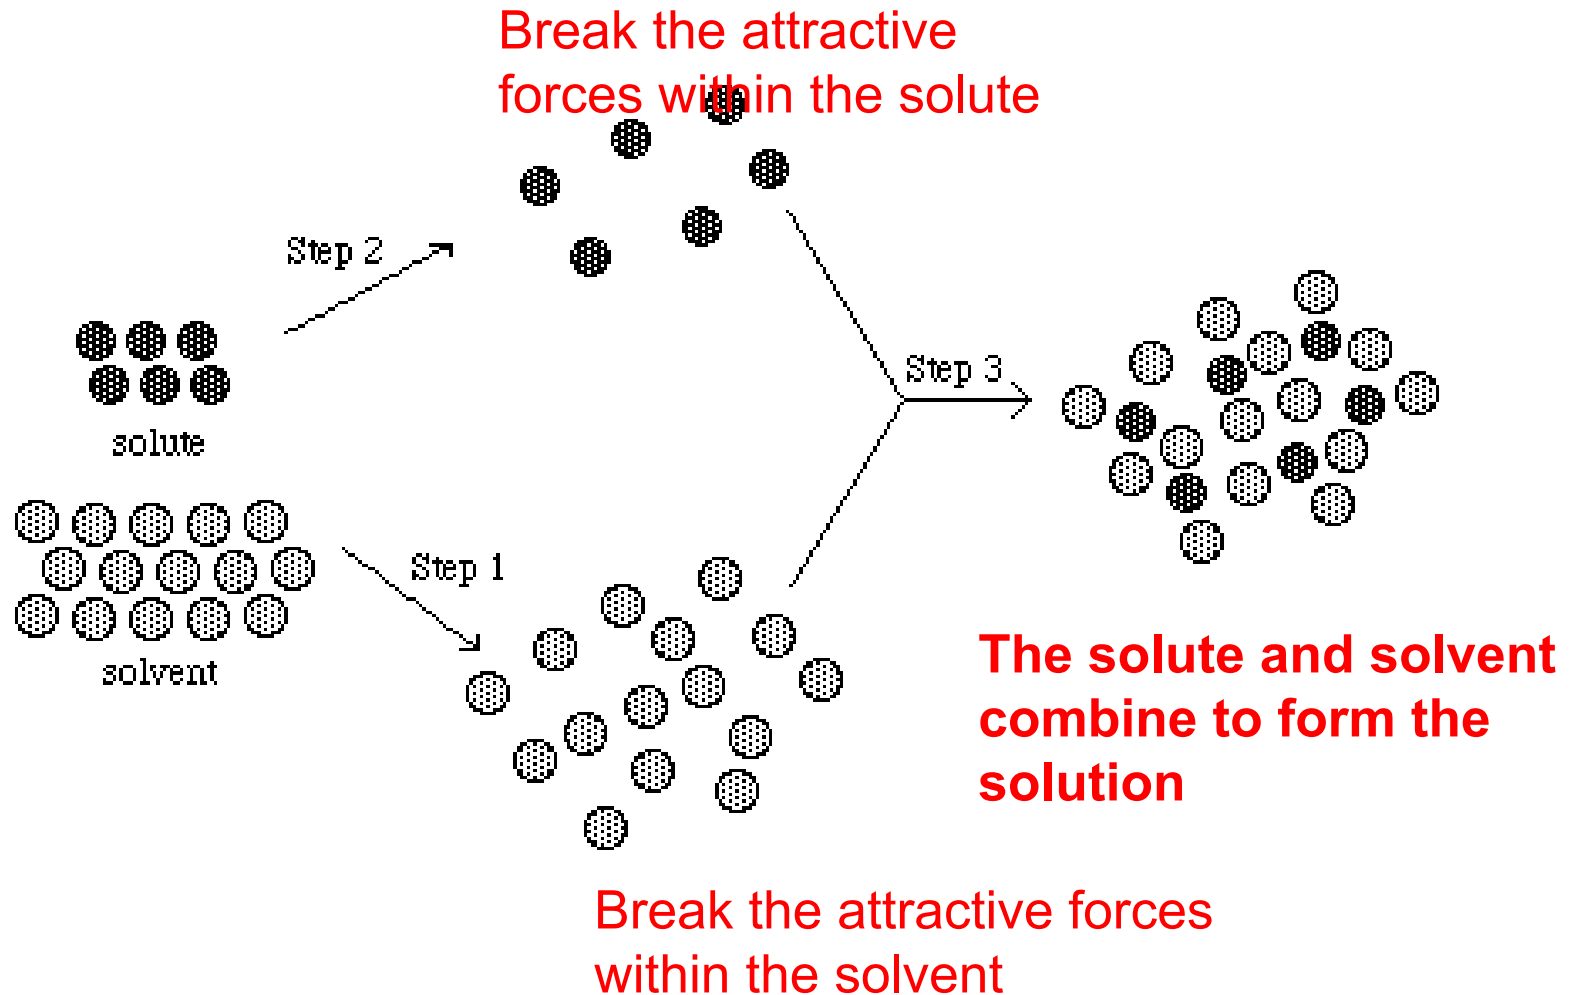 Break the attractive
forces within the solute
Step 2
solute
Step 3
solvent
Step 1
The solute and solvent
combine to form the
solution
Break the attractive forces
within the solvent